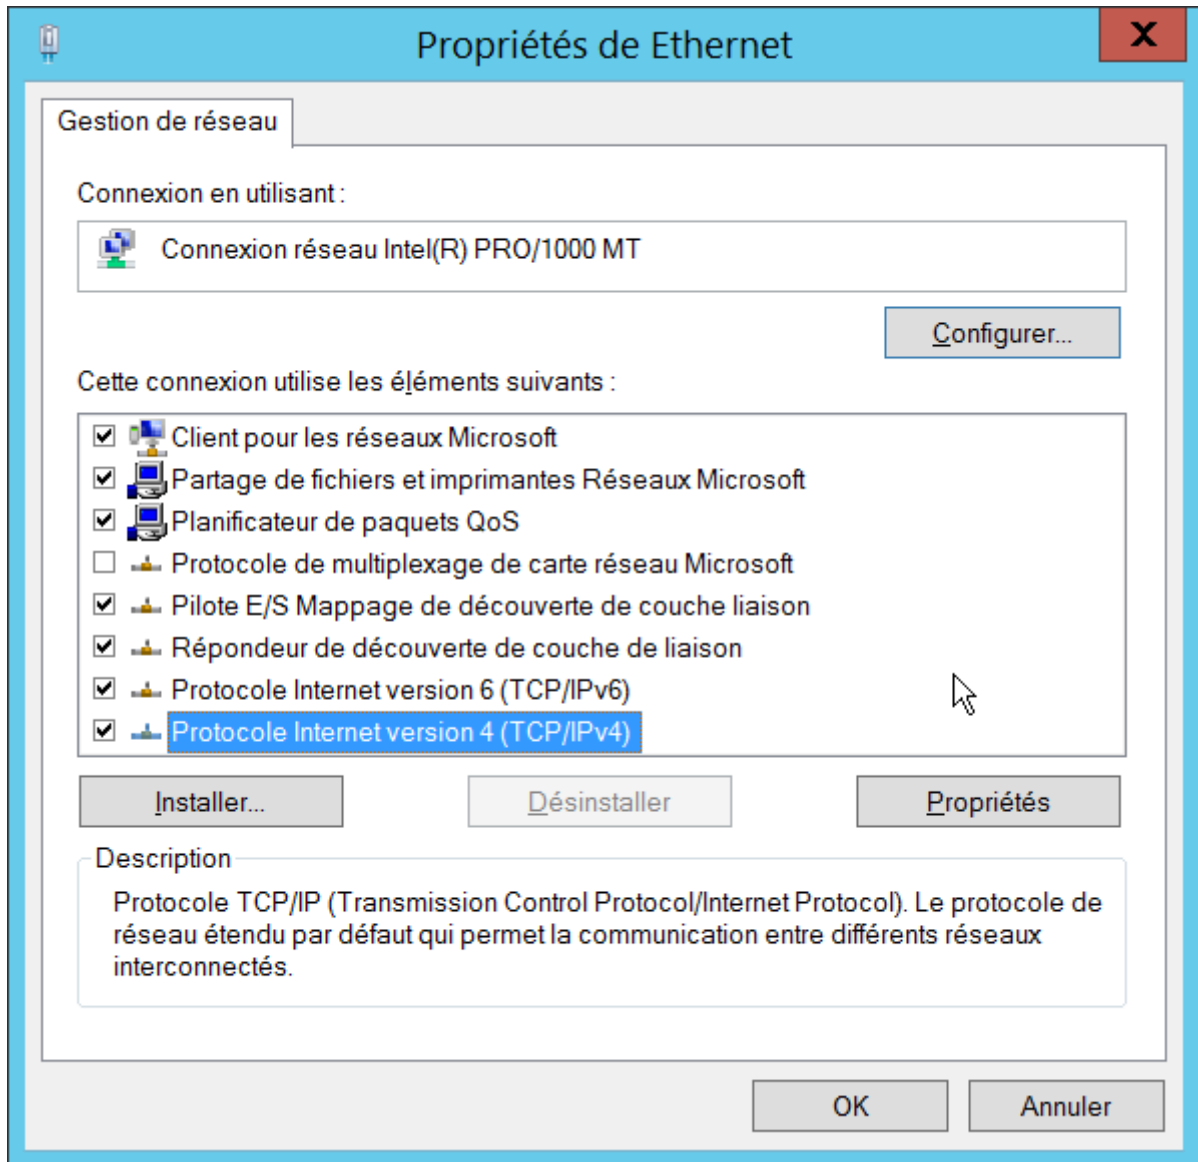 Propriétés de Ethernet
X
Gestion de réseau
Connexion en utilisant :
Connexion réseau Intel(R) PRO/1000 MT
Configurer...
Cette connexion utilise les éléments suivants :
Client pour les réseaux Microsoft
Partage de fichiers et imprimantes Réseaux Microsoft
Planificateur de paquets QoS
Protocole de multiplexage de carte réseau Microsoft
Pilote E/S Mappage de découverte de couche liaison
Répondeur de découverte de couche de liaison
Protocole Internet version 6 (TCP/IPv6)
Protocole Internet version 4 (TCP/IPv4)
Installer... Désinstaller Propriétés
Description
Protocole TCP/IP (Transmission Control Protocol/Internet Protocol). Le protocole de
réseau étendu par défaut qui permet la communication entre différents réseaux
interconnectés.
OK Annuler